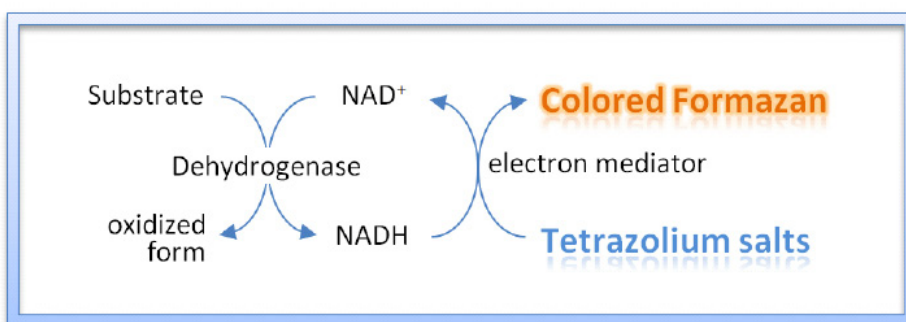 Substrate
NAD⁺
Colored Formazan
Dehydrogenase
electron mediator
oxidized
form
NADH
Tetrazolium salts